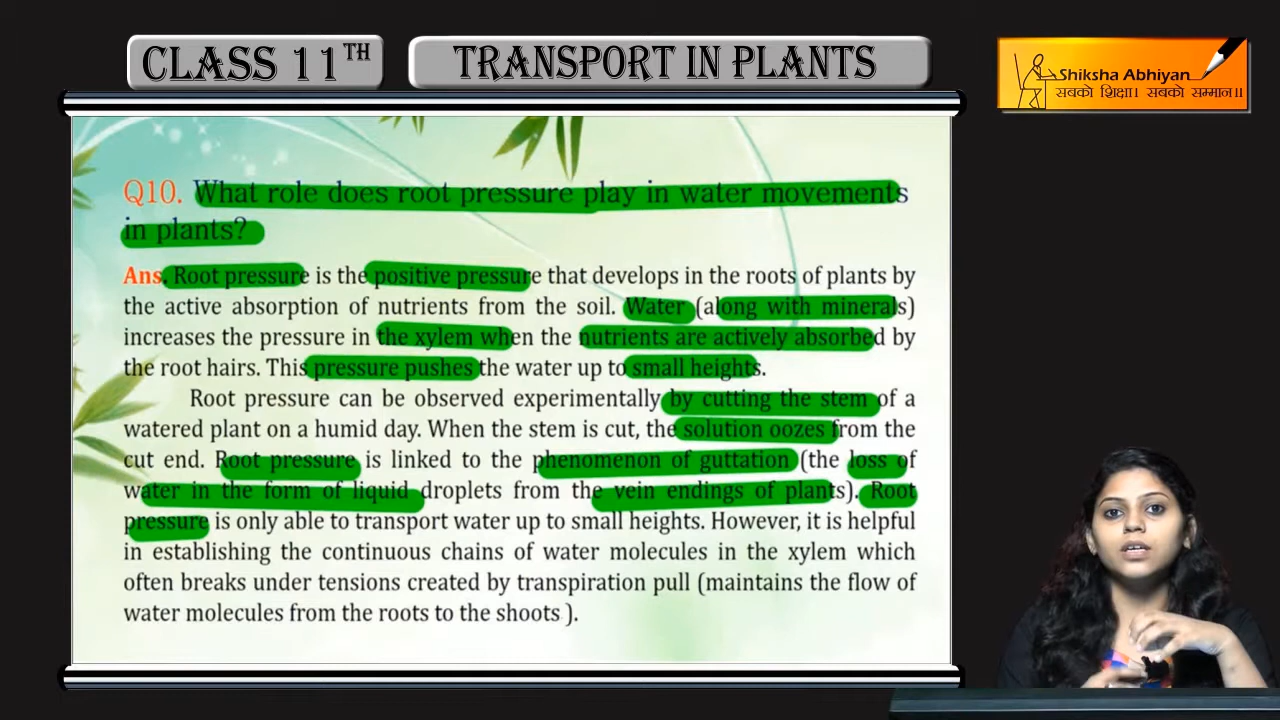 CLASS 11TH
TRANSPORT IN PLANTS
Shiksha Abhiyan
सबको शिक्षा। सबको सम्मान॥
Q10. What role does root pressure play in water movements
in plants?
Ans. Root pressure is the positive pressure that develops in the roots of plants by
the active absorption of nutrients from the soil. Water (along with minerals)
increases the pressure in the xylem when the nutrients are actively absorbed by
the root hairs. This pressure pushes the water up to small heights.
Root pressure can be observed experimentally by cutting the stem of a
watered plant on a humid day. When the stem is cut, the solution oozes from the
cut end. Root pressure is linked to the phenomenon of guttation (the loss of
water in the form of liquid droplets from the vein endings of plants). Root
pressure is only able to transport water up to small heights. However, it is helpful
in establishing the continuous chains of water molecules in the xylem which
often breaks under tensions created by transpiration pull (maintains the flow of
water molecules from the roots to the shoots ).